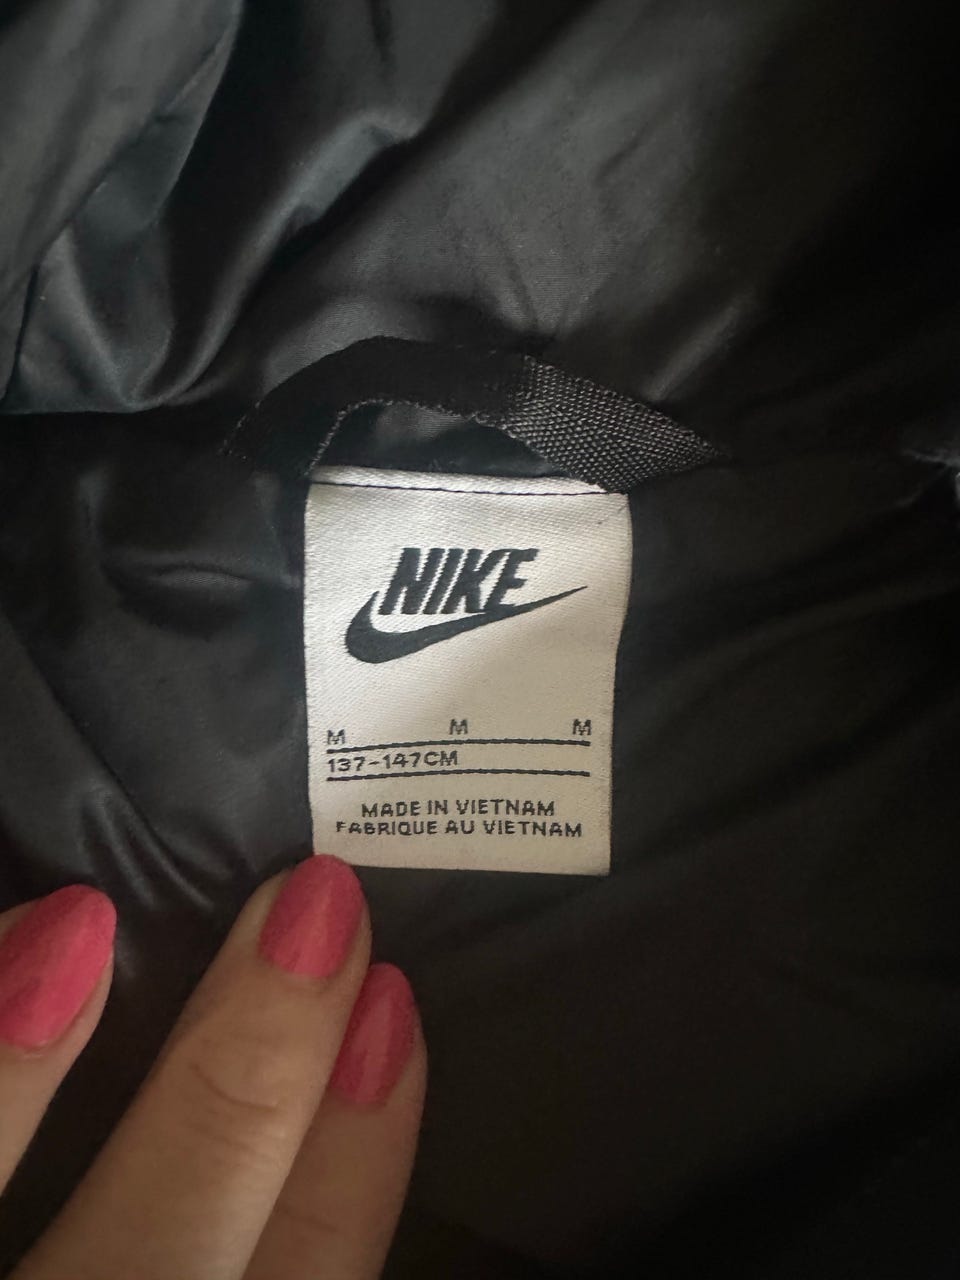 NIKE
M M M
137-147CM
MADE IN VIETNAM
FABRIQUE AU VIETNAM